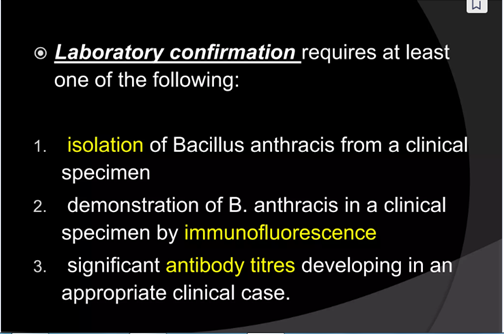 Laboratory confirmation requires at least
one of the following:
1. isolation of Bacillus anthracis from a clinical
specimen
2. demonstration of B. anthracis in a clinical
specimen by immunofluorescence
3. significant antibody titres developing in an
appropriate clinical case.